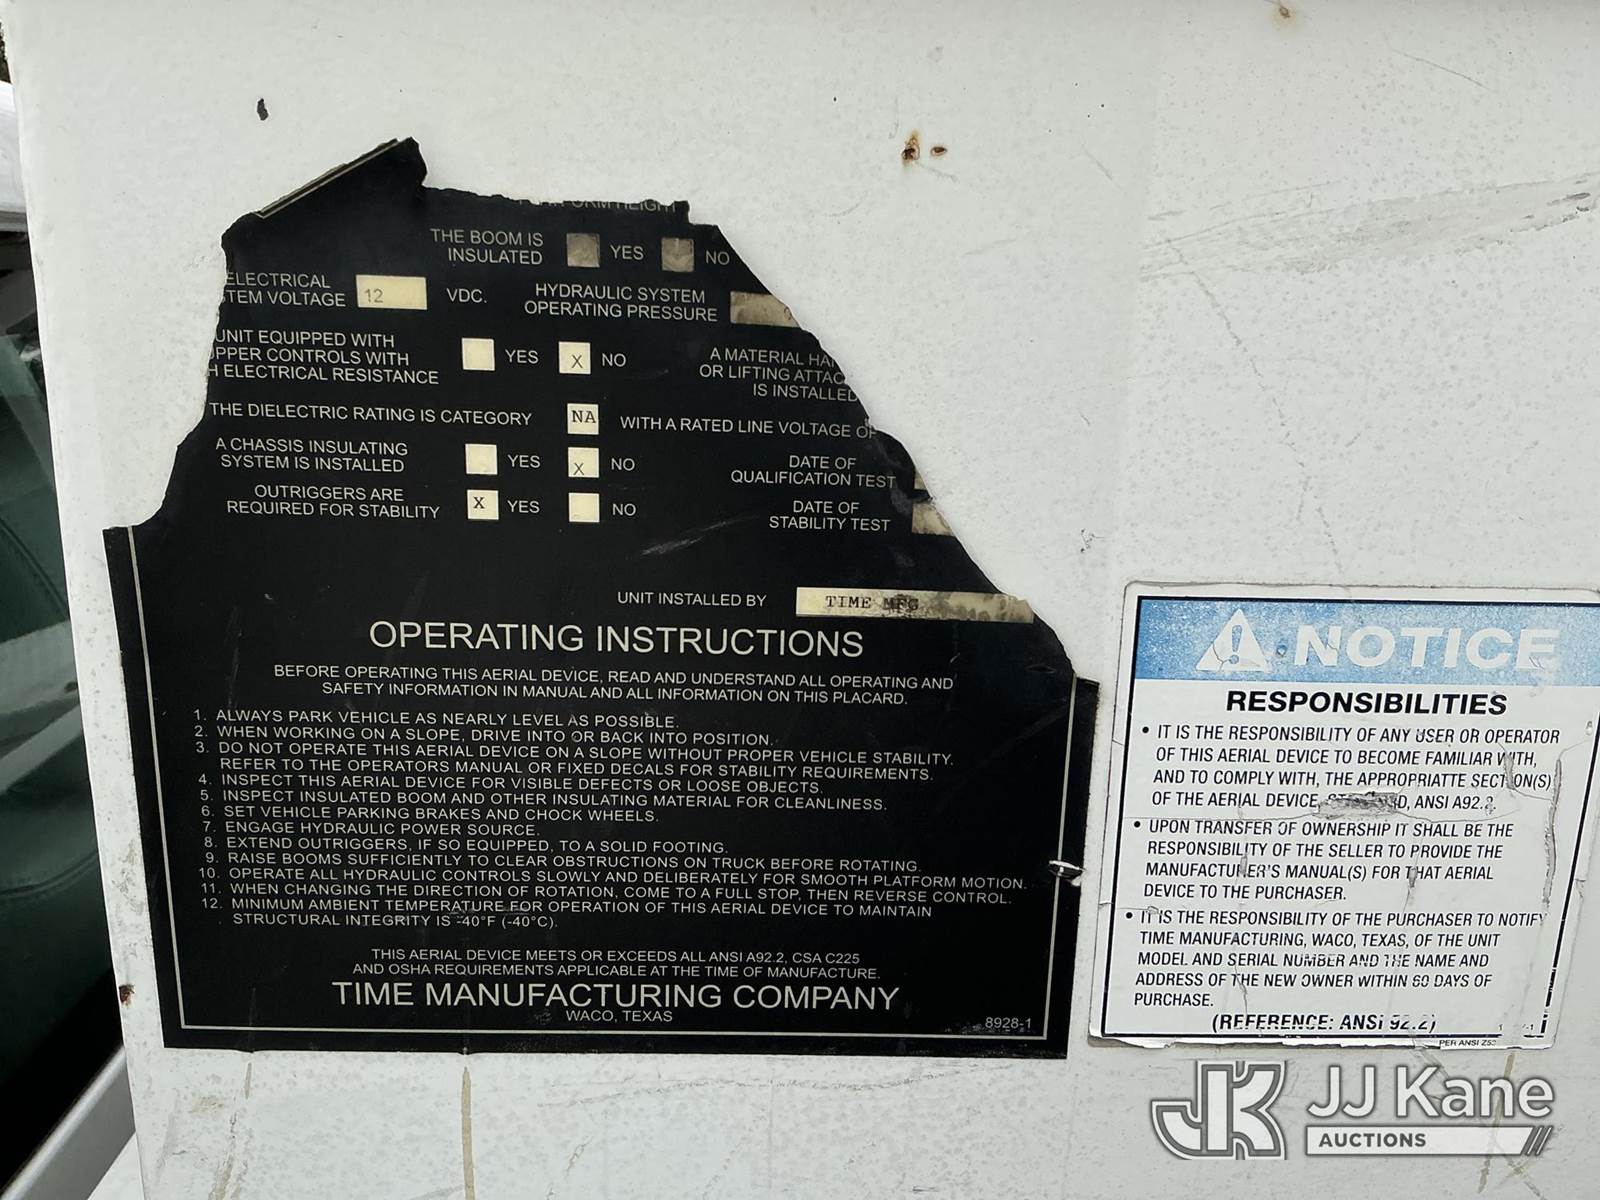 THE BOOM IS
INSULATED
YES
NO
ELECTRICAL
TEM VOLTAGE
12
VDC.
HYDRAULIC SYSTEM
OPERATING PRESSURE
UNIT EQUIPPED WITH
PPER CONTROLS WITH
H ELECTRICAL RESISTANCE
YES
X
NO
A MATERIAL HA
OR LIFTING ATTAC
IS INSTALLED
THE DIELECTRIC RATING IS CATEGORY
NA
WITH A RATED LINE VOLTAGE OF
A CHASSIS INSULATING
SYSTEM IS INSTALLED
YES
X
NO
DATE OF
QUALIFICATION TEST
OUTRIGGERS ARE
REQUIRED FOR STABILITY
X
YES
NO
DATE OF
STABILITY TEST
UNIT INSTALLED BY
TIME MFG
OPERATING INSTRUCTIONS
BEFORE OPERATING THIS AERIAL DEVICE, READ AND UNDERSTAND ALL OPERATING AND
SAFETY INFORMATION IN MANUAL AND ALL INFORMATION ON THIS PLACARD.
1. ALWAYS PARK VEHICLE AS NEARLY LEVEL AS POSSIBLE.
2. WHEN WORKING ON A SLOPE, DRIVE INTO OR BACK INTO POSITION.
3. DO NOT OPERATE THIS AERIAL DEVICE ON A SLOPE WITHOUT PROPER VEHICLE STABILITY.
REFER TO THE OPERATORS MANUAL OR FIXED DECALS FOR STABILITY REQUIREMENTS.
4. INSPECT THIS AERIAL DEVICE FOR VISIBLE DEFECTS OR LOOSE OBJECTS.
5. INSPECT INSULATED BOOM AND OTHER INSULATING MATERIAL FOR CLEANLINESS.
6. SET VEHICLE PARKING BRAKES AND CHOCK WHEELS.
7. ENGAGE HYDRAULIC POWER SOURCE.
8. EXTEND OUTRIGGERS, IF SO EQUIPPED, TO A SOLID FOOTING.
9. RAISE BOOMS SUFFICIENTLY TO CLEAR OBSTRUCTIONS ON TRUCK BEFORE ROTATING.
10. OPERATE ALL HYDRAULIC CONTROLS SLOWLY AND DELIBERATELY FOR SMOOTH PLATFORM MOTION.
11. WHEN CHANGING THE DIRECTION OF ROTATION, COME TO A FULL STOP, THEN REVERSE CONTROL.
12. MINIMUM AMBIENT TEMPERATURE FOR OPERATION OF THIS AERIAL DEVICE TO MAINTAIN
STRUCTURAL INTEGRITY IS -40°F (-40°C).
THIS AERIAL DEVICE MEETS OR EXCEEDS ALL ANSI A92.2, CSA C225
AND OSHA REQUIREMENTS APPLICABLE AT THE TIME OF MANUFACTURE.
TIME MANUFACTURING COMPANY
WACO, TEXAS
8928-1
NOTICE
RESPONSIBILITIES
• IT IS THE RESPONSIBILITY OF ANY USER OR OPERATOR
OF THIS AERIAL DEVICE TO BECOME FAMILIAR WITH,
AND TO COMPLY WITH, THE APPROPRIATTE SECTION(S)
OF THE AERIAL DEVICE, ANSI A92.2.
• UPON TRANSFER OF OWNERSHIP IT SHALL BE THE
RESPONSIBILITY OF THE SELLER TO PROVIDE THE
MANUFACTURER'S MANUAL(S) FOR THAT AERIAL
DEVICE TO THE PURCHASER.
• IT IS THE RESPONSIBILITY OF THE PURCHASER TO NOTIFY
TIME MANUFACTURING, WACO, TEXAS, OF THE UNIT
MODEL AND SERIAL NUMBER AND THE NAME AND
ADDRESS OF THE NEW OWNER WITHIN 60 DAYS OF
PURCHASE.
(REFERENCE: ANSI 92.2)
PER ANSI Z53
JK JJ Kane
AUCTIONS